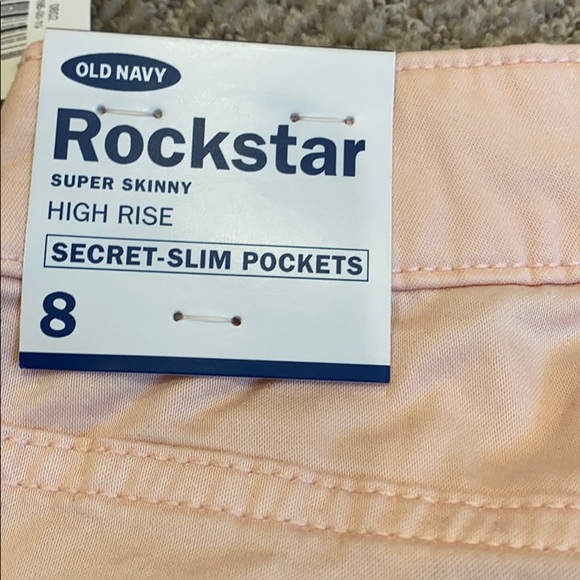 OLD NAVY
Rockstar
SUPER SKINNY
HIGH RISE
SECRET-SLIM POCKETS
8